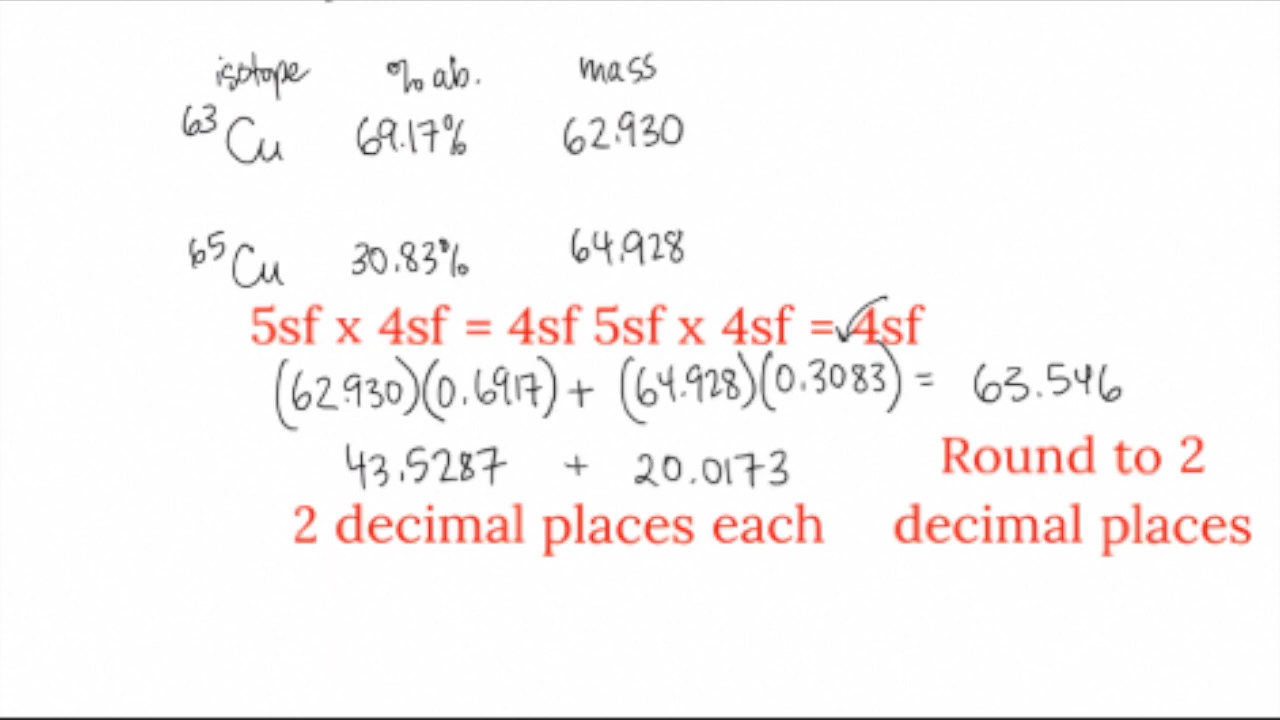 isotope % ab. mass
63Cu 69.17% 62.930
65Cu 30.83% 64.928
5sf x 4sf = 4sf 5sf x 4sf = 4sf
(62.930)(0.6917) + (64.928)(0.3083) = 63.546
43.5287 + 20.0173
Round to 2
2 decimal places each decimal places